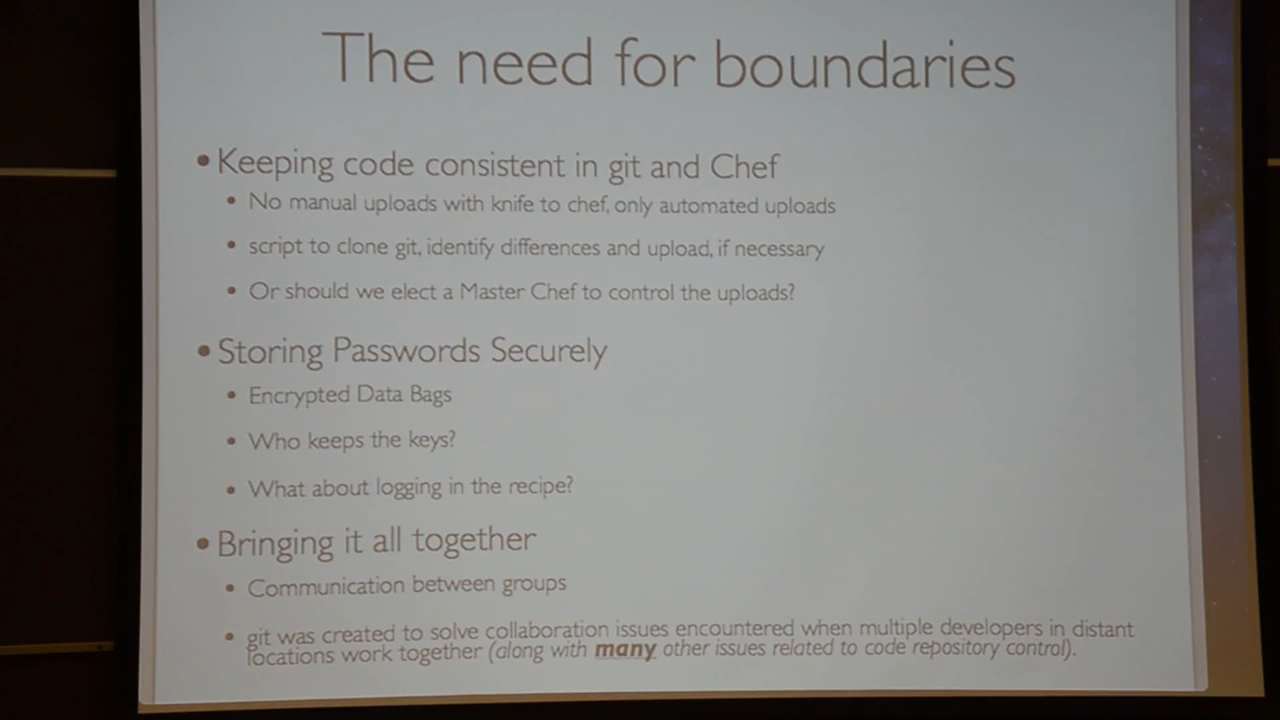 The need for boundaries
• Keeping code consistent in git and Chef
• No manual uploads with knife to chef, only automated uploads
• script to clone git, identify differences and upload, if necessary
• Or should we elect a Master Chef to control the uploads?
• Storing Passwords Securely
• Encrypted Data Bags
• Who keeps the keys?
• What about logging in the recipe?
• Bringing it all together
• Communication between groups
• git was created to solve collaboration issues encountered when multiple developers in distant
locations work together (along with many other issues related to code repository control).